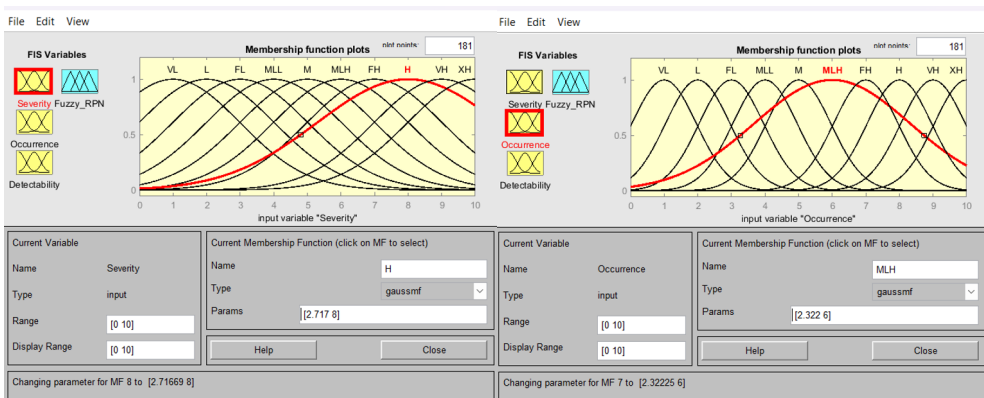 File Edit View
FIS Variables
Severity Fuzzy_RPN
Occurrence
Detectability
Membership function plots plot points: 181
VL L FL MLL M MLH FH H VH XH
1
0.5
0
0 1 2 3 4 5 6 7 8 9 10
input variable "Severity"
Current Variable
Name Severity
Type input
Range [0 10]
Display Range [0 10]
Current Membership Function (click on MF to select)
Name H
Type gaussmf
Params [2.717 8]
Help Close
Changing parameter for MF 8 to [2.71669 8]
File Edit View
FIS Variables
Severity Fuzzy_RPN
Occurrence
Detectability
Membership function plots plot points: 181
VL L FL MLL M MLH FH H VH XH
1
0.5
0
0 1 2 3 4 5 6 7 8 9 10
input variable "Occurrence"
Current Variable
Name Occurrence
Type input
Range [0 10]
Display Range [0 10]
Current Membership Function (click on MF to select)
Name MLH
Type gaussmf
Params [2.322 6]
Help Close
Changing parameter for MF 7 to [2.32225 6]